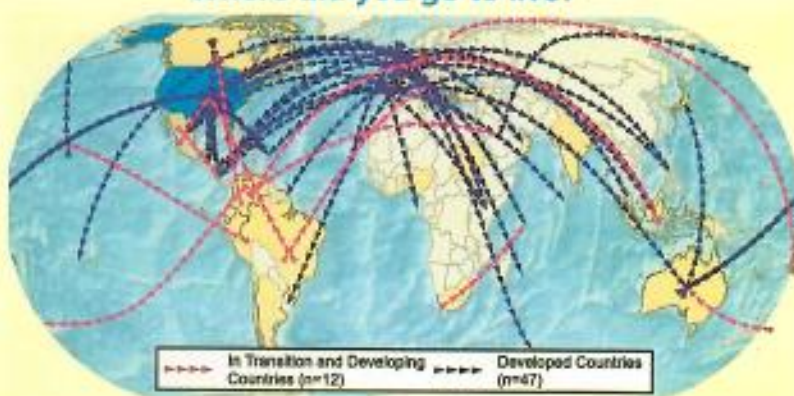 In Transition and Developing
Countries (n=12)
Developed Countries
(n=47)